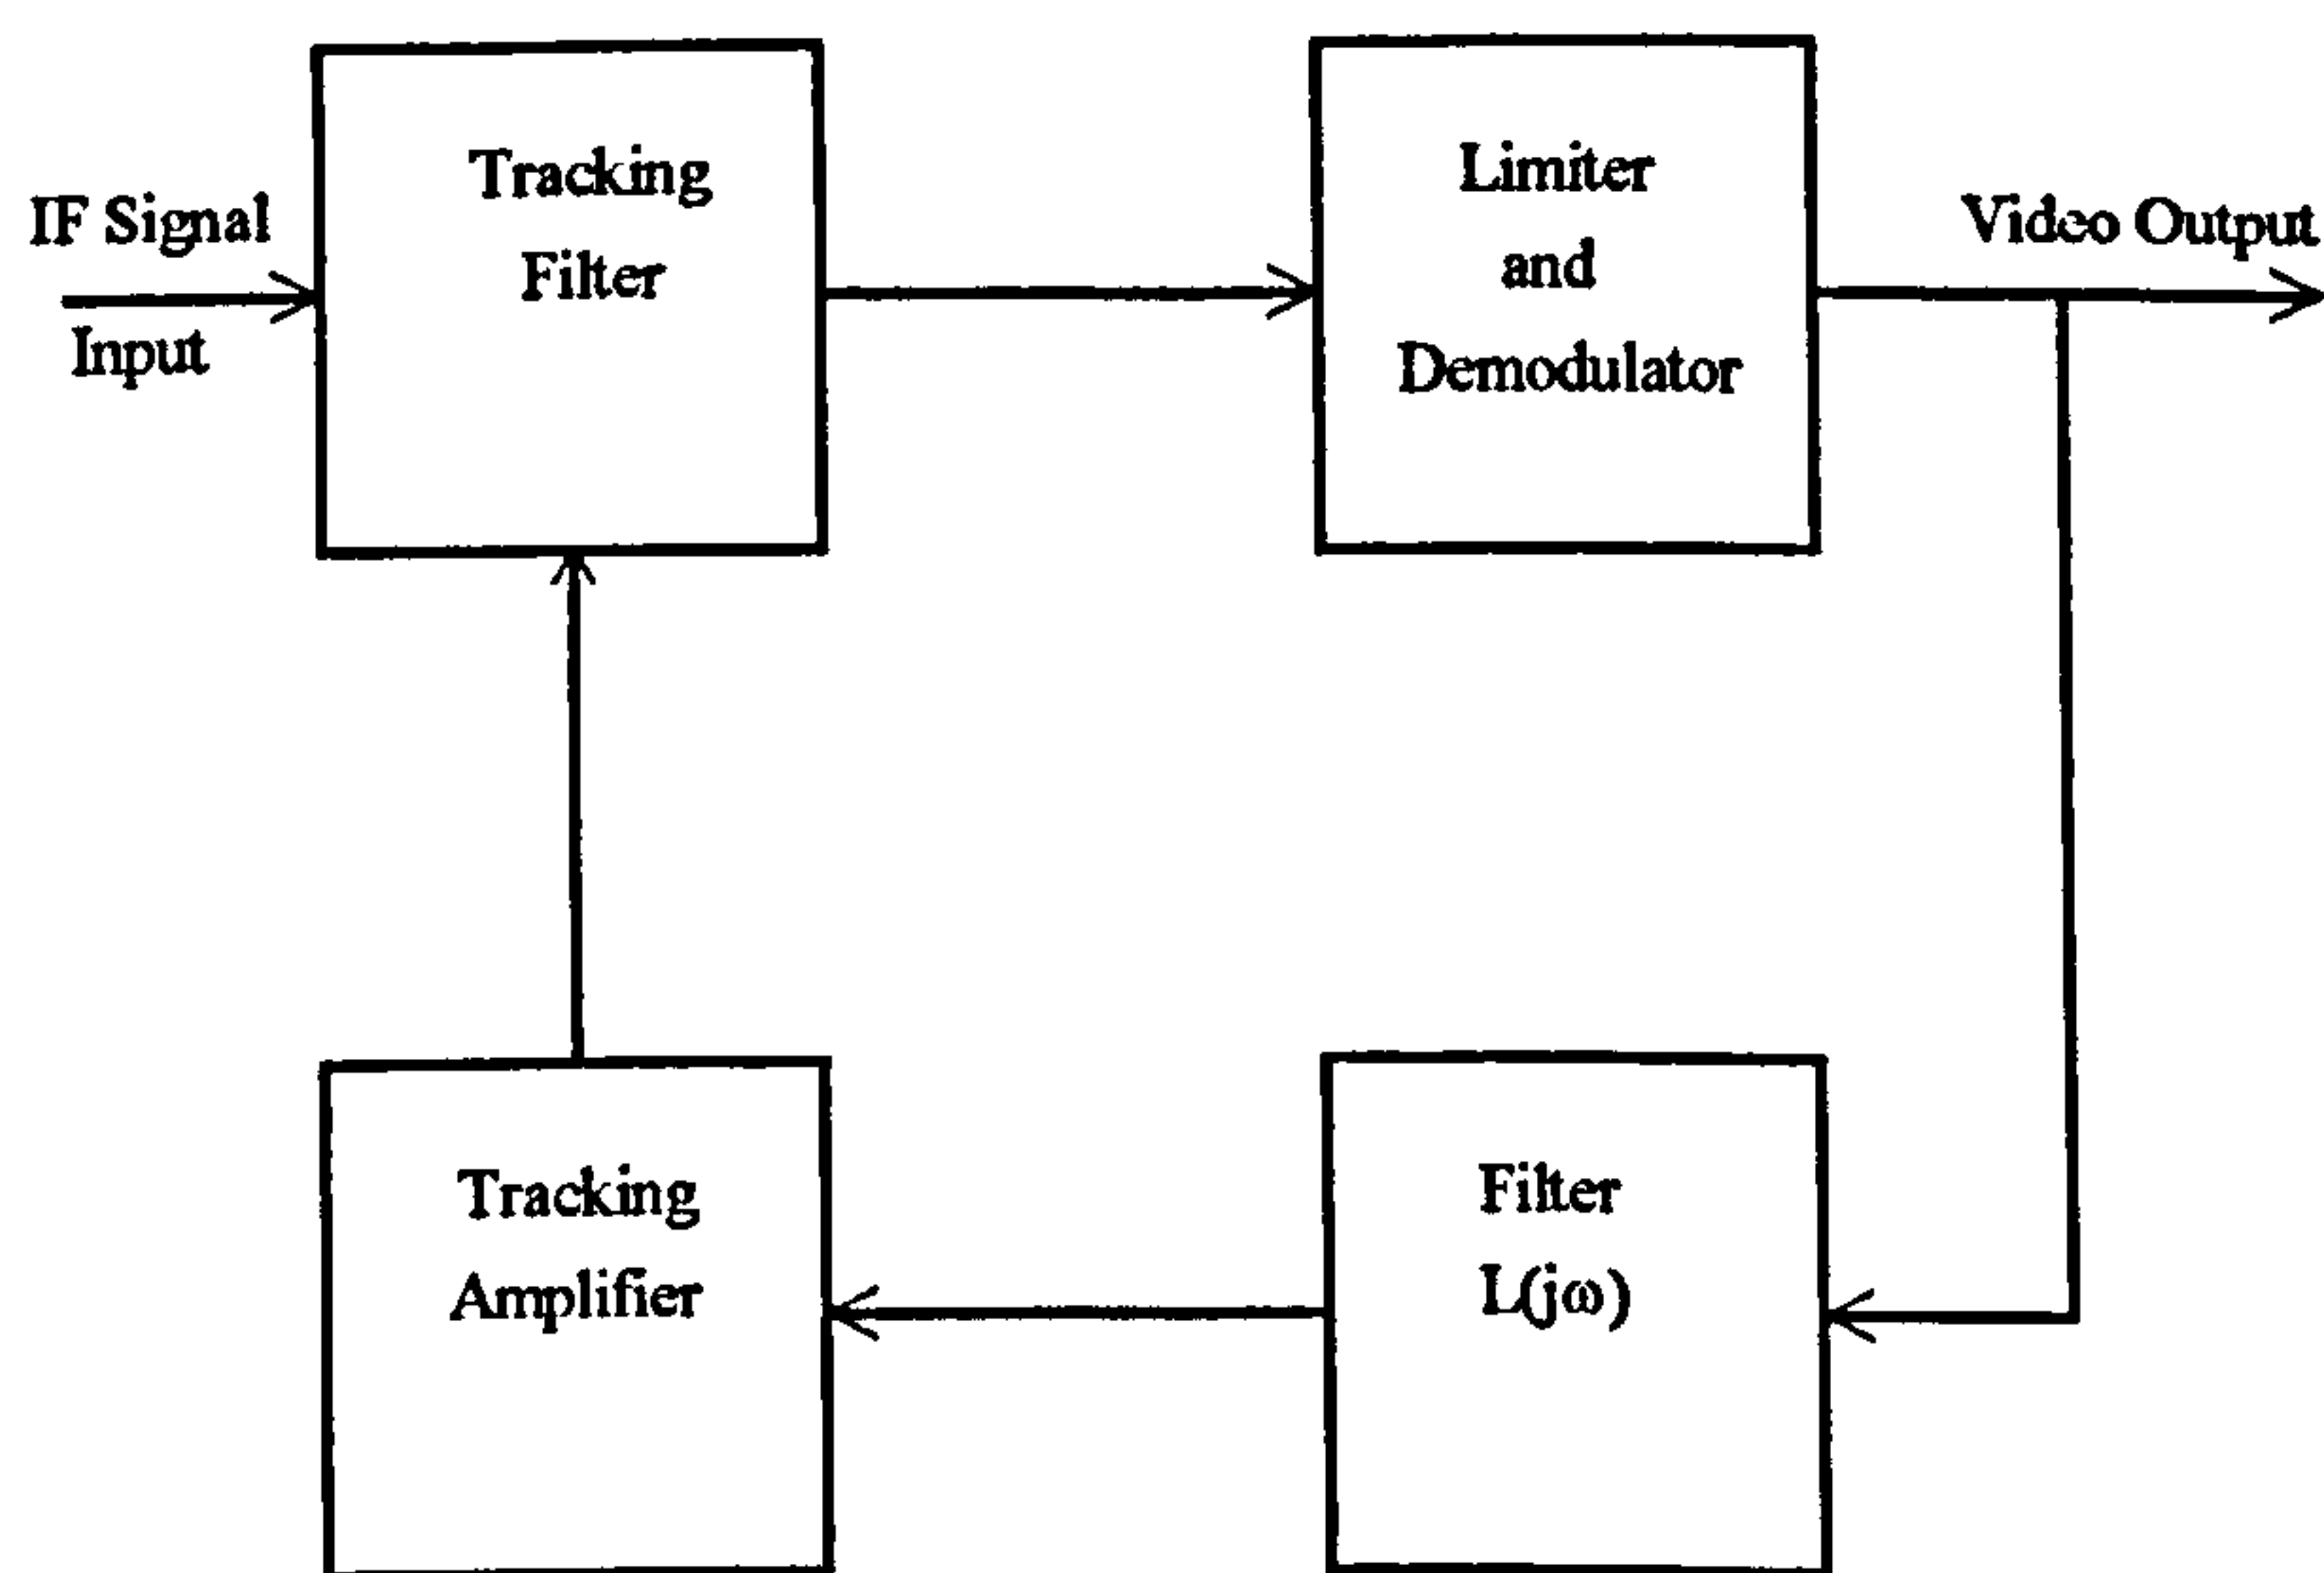 IF Signal
Input
Tracking
Filter
Limiter
and
Demodulator
Video Output
Tracking
Amplifier
Filter
L(jω)